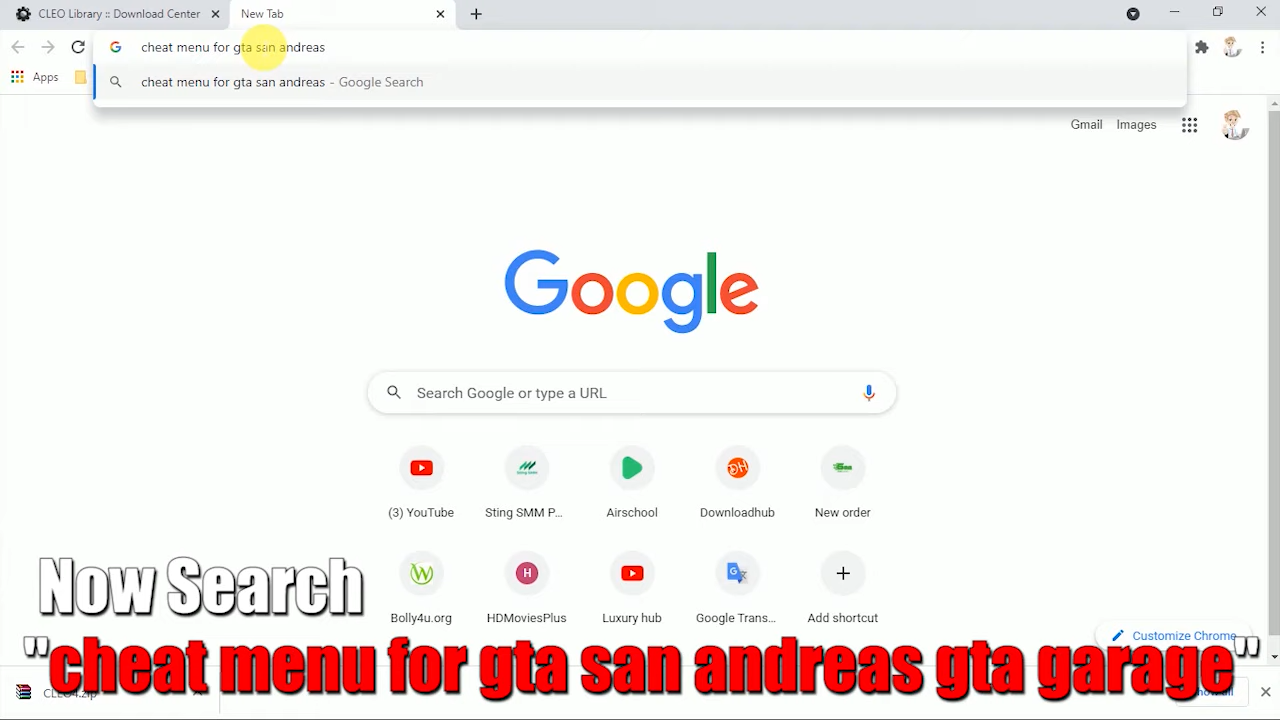 CLEO Library :: Download Center
New Tab
cheat menu for gta san andreas
cheat menu for gta san andreas - Google Search
Apps
Gmail
Images
Google
Search Google or type a URL
(3) YouTube
Sting SMM P...
Airschool
Downloadhub
New order
Bolly4u.org
HDMoviesPlus
Luxury hub
Google Trans...
Add shortcut
Customize Chrome
Now Search
"cheat menu for gta san andreas gta garage"
CLEO4.zip